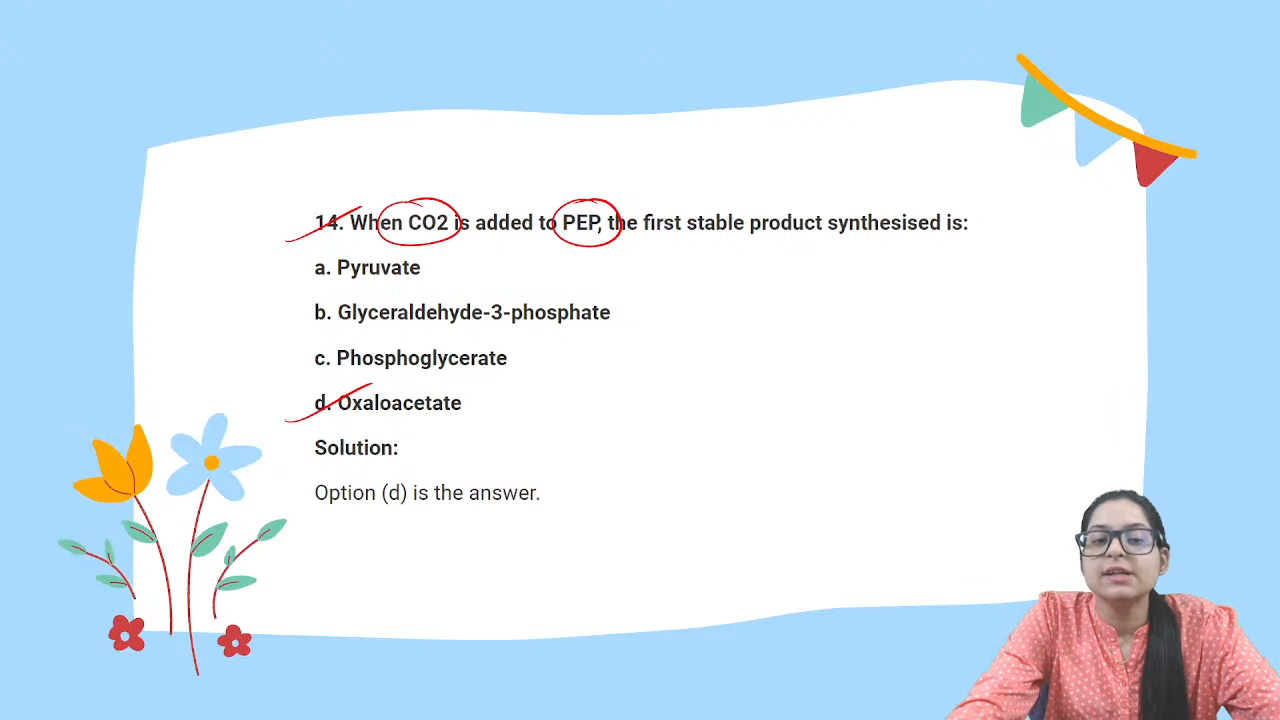 14. When CO2 is added to PEP, the first stable product synthesised is:
a. Pyruvate
b. Glyceraldehyde-3-phosphate
c. Phosphoglycerate
d. Oxaloacetate
Solution:
Option (d) is the answer.